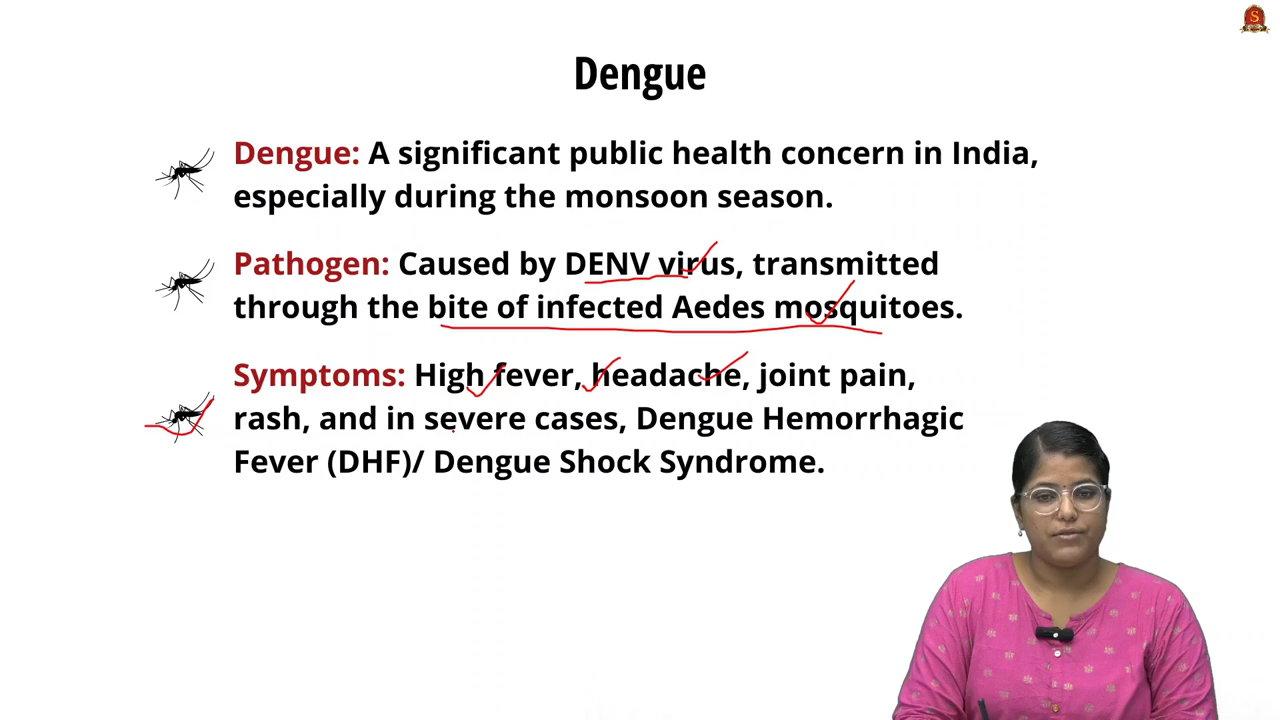 Dengue
Dengue: A significant public health concern in India,
especially during the monsoon season.
Pathogen: Caused by DENV virus, transmitted
through the bite of infected Aedes mosquitoes.
Symptoms: High fever, headache, joint pain,
rash, and in severe cases, Dengue Hemorrhagic
Fever (DHF)/ Dengue Shock Syndrome.